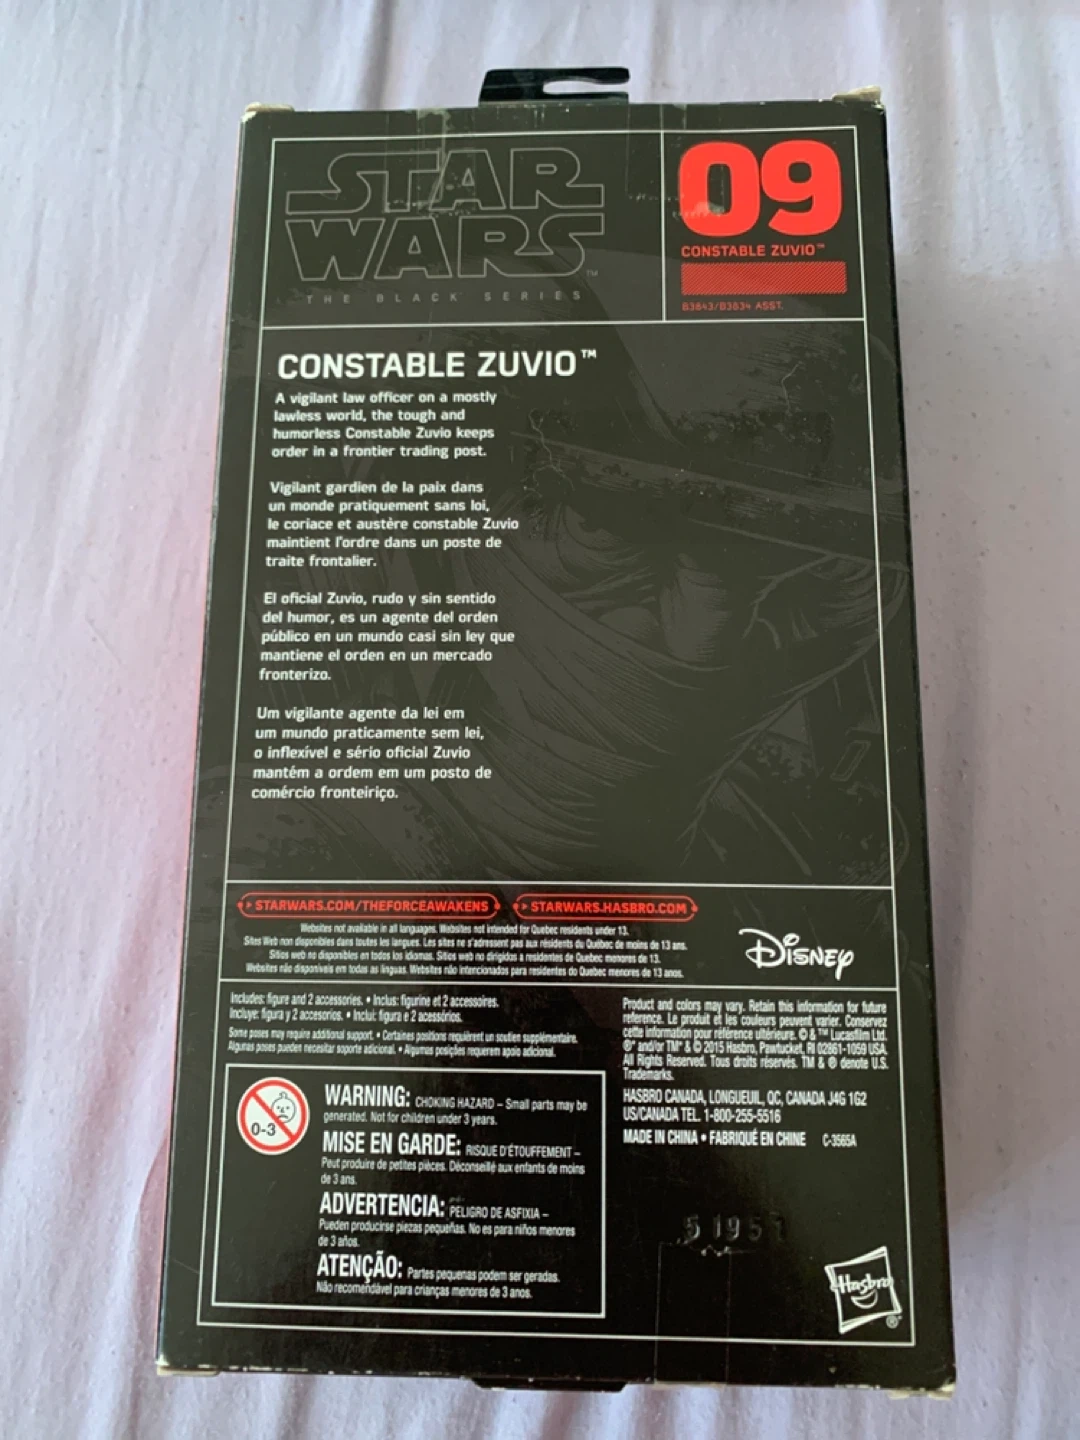 STAR
WARS™
THE BLACK SERIES
09
CONSTABLE ZUVIO™
B3843/B3834 ASST.
CONSTABLE ZUVIO™
A vigilant law officer on a mostly
lawless world, the tough and
humorless Constable Zuvio keeps
order in a frontier trading post.
Vigilant gardien de la paix dans
un monde pratiquement sans loi,
le coriace et austère constable Zuvio
maintient l'ordre dans un poste de
traite frontalier.
El oficial Zuvio, rudo y sin sentido
del humor, es un agente del orden
público en un mundo casi sin ley que
mantiene el orden en un mercado
fronterizo.
Um vigilante agente da lei em
um mundo praticamente sem lei,
o inflexível e sério oficial Zuvio
mantém a ordem em um posto de
comércio fronteiriço.
STARWARS.COM/THEFORCEAWAKENS
STARWARS.HASBRO.COM
Websites not available in all languages. Websites not intended for Quebec residents under 13.
Sites Web non disponibles dans toutes les langues. Les sites ne s'adressent pas aux résidents du Québec de moins de 13 ans.
Sitios web no disponibles en todos los idiomas. Sitios web no dirigidos a residentes de Quebec menores de 13.
Websites não disponíveis em todas as línguas. Websites não intencionados para residentes do Quebec menores de 13 anos.
Disney
Includes: figure and 2 accessories. • Inclus: figurine et 2 accessoires.
Incluye: figura y 2 accesorios. • Inclui: figura e 2 acessórios.
Some poses may require additional support. • Certaines positions requièrent un soutien supplémentaire.
Algunas poses pueden necesitar soporte adicional. • Algumas posições requerem apoio adicional.
0-3
WARNING: CHOKING HAZARD – Small parts may be
generated. Not for children under 3 years.
MISE EN GARDE: RISQUE D'ÉTOUFFEMENT –
Peut produire de petites pièces. Déconseillé aux enfants de moins
de 3 ans.
ADVERTENCIA: PELIGRO DE ASFIXIA –
Pueden producirse piezas pequeñas. No es para niños menores
de 3 años.
ATENÇÃO: Partes pequenas podem ser geradas.
Não recomendável para crianças menores de 3 anos.
Product and colors may vary. Retain this information for future
reference. Le produit et les couleurs peuvent varier. Conservez
cette information pour référence ultérieure. © & ™ Lucasfilm Ltd.
®* and/or TM* & © 2015 Hasbro, Pawtucket, RI 02861-1059 USA.
All Rights Reserved. Tous droits réservés. TM & ® denote U.S.
Trademarks.
HASBRO CANADA, LONGUEUIL, QC, CANADA J4G 1G2
US/CANADA TEL. 1-800-255-5516
MADE IN CHINA • FABRIQUÉ EN CHINE C-3565A
Hasbro®